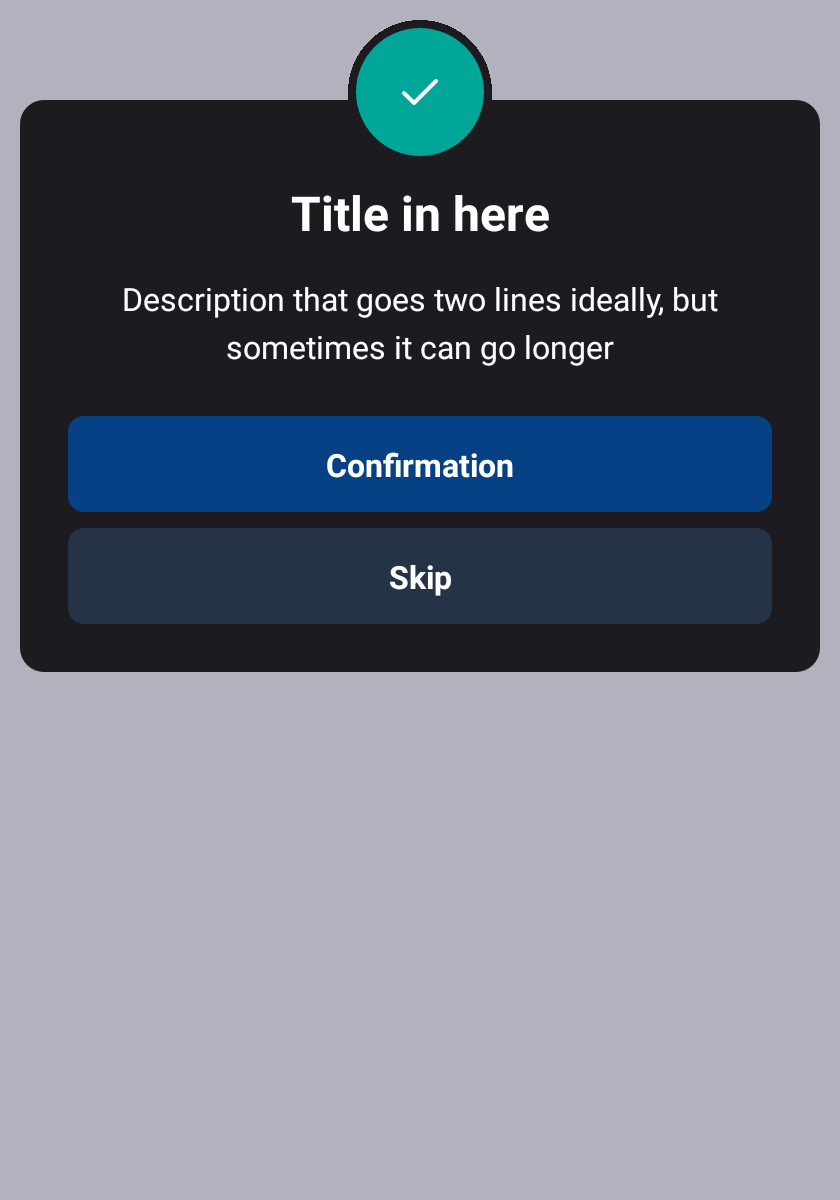 Title in here
Description that goes two lines ideally, but
sometimes it can go longer
Confirmation
Skip